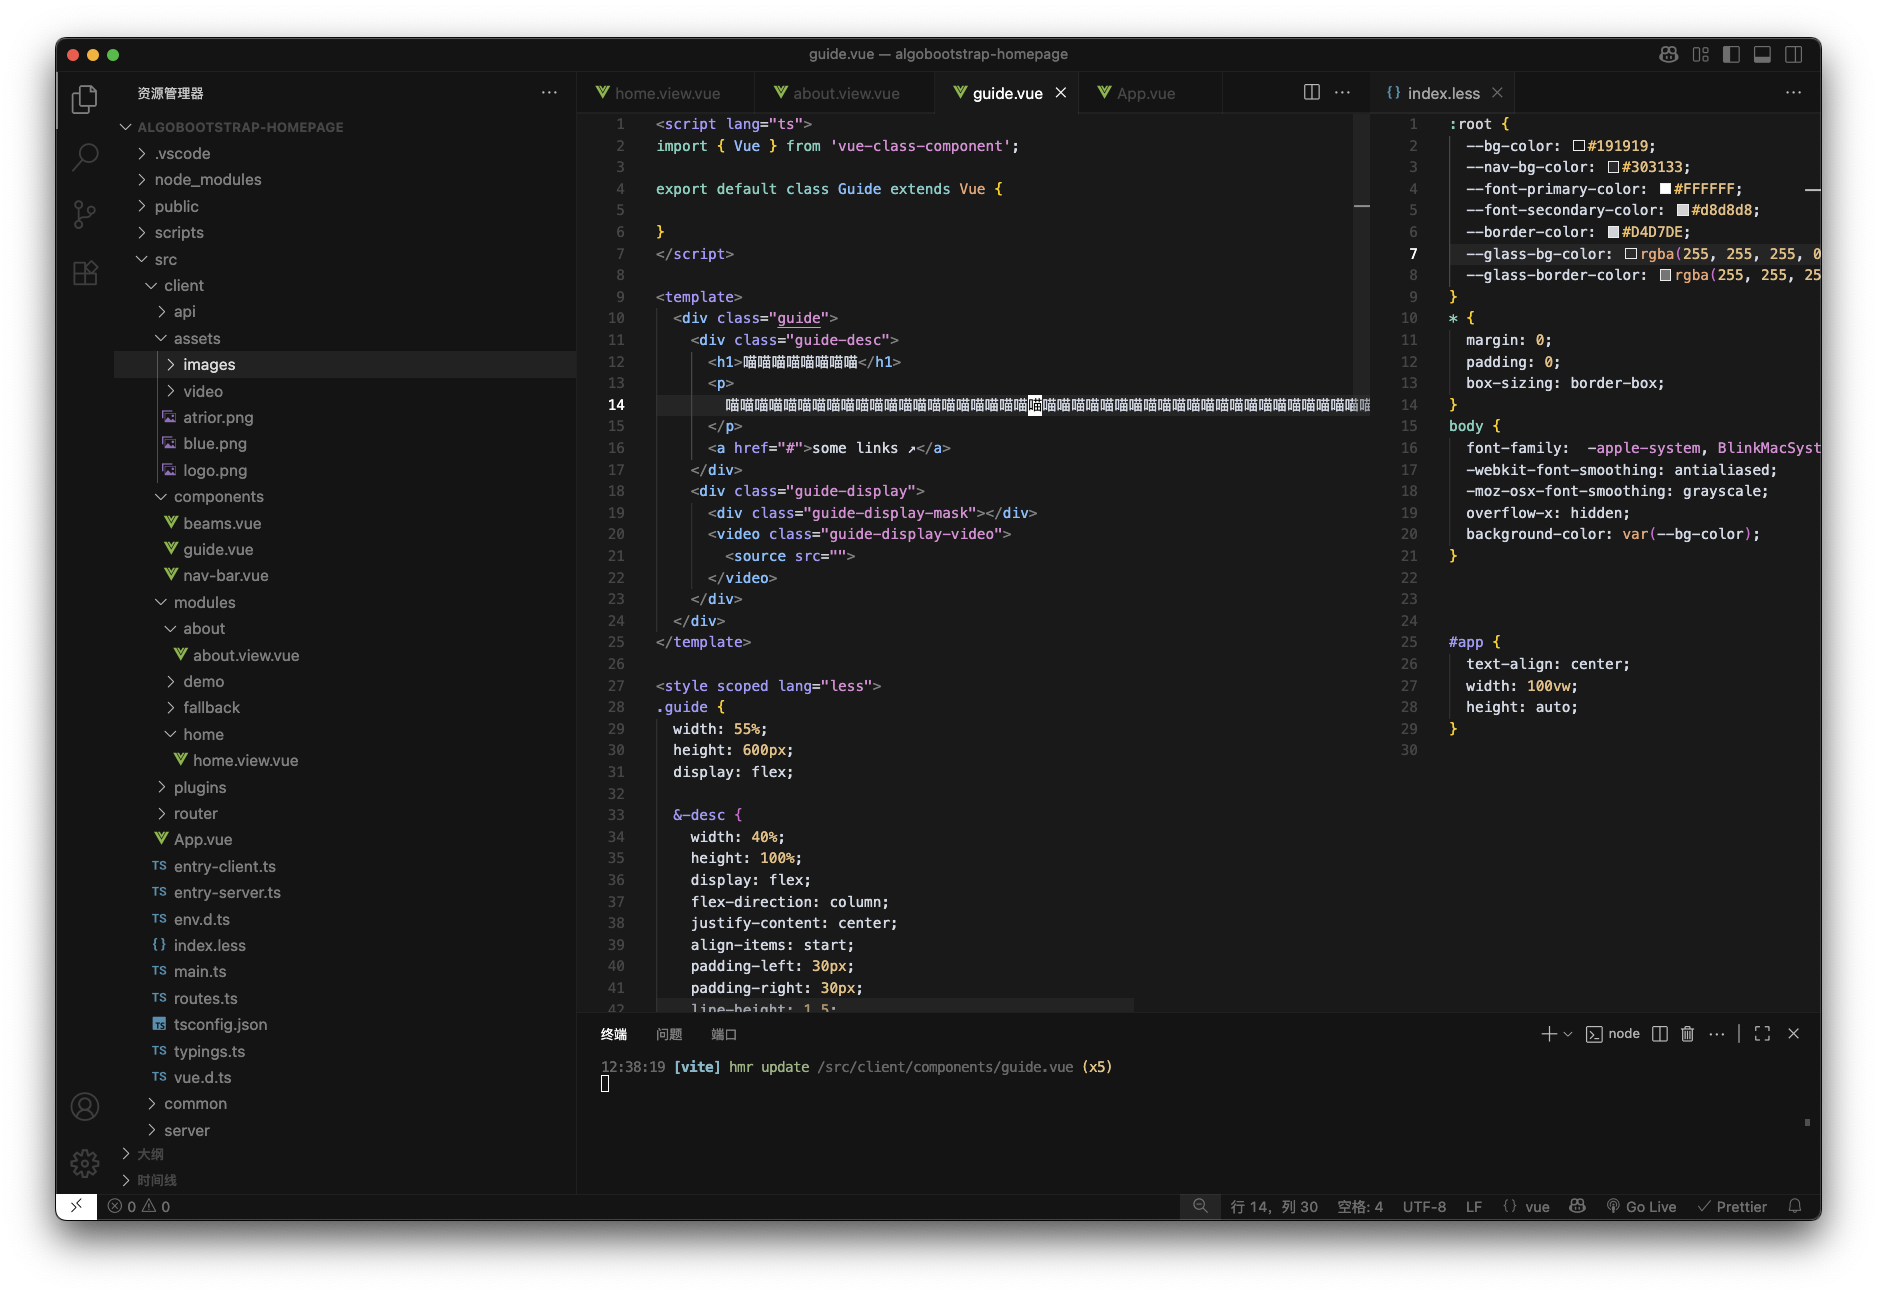 guide.vue — algobootstrap-homepage
资源管理器
ALGOBOOTSTRAP-HOMEPAGE
.vscode
node_modules
public
scripts
src
client
api
assets
images
video
atrior.png
blue.png
logo.png
components
beams.vue
guide.vue
nav-bar.vue
modules
about
about.view.vue
demo
fallback
home
home.view.vue
plugins
router
App.vue
TS entry-client.ts
TS entry-server.ts
TS env.d.ts
{} index.less
TS main.ts
TS routes.ts
TS tsconfig.json
TS typings.ts
TS vue.d.ts
common
server
大纲
时间线
home.view.vue
about.view.vue
guide.vue
App.vue
1 <script lang="ts">
2 import { Vue } from 'vue-class-component';
3
4 export default class Guide extends Vue {
5
6 }
7 </script>
8
9 <template>
10 <div class="guide">
11 <div class="guide-desc">
12 <h1>喵喵喵喵喵喵喵喵</h1>
13 <p>
14 喵喵喵喵喵喵喵喵喵喵喵喵喵喵喵喵喵喵喵喵喵喵喵喵喵喵喵喵喵喵喵喵喵喵喵喵喵喵喵喵喵喵喵喵喵
15 </p>
16 <a href="#">some links ↗</a>
17 </div>
18 <div class="guide-display">
19 <div class="guide-display-mask"></div>
20 <video class="guide-display-video">
21 <source src="">
22 </video>
23 </div>
24 </div>
25 </template>
26
27 <style scoped lang="less">
28 .guide {
29 width: 55%;
30 height: 600px;
31 display: flex;
32
33 &-desc {
34 width: 40%;
35 height: 100%;
36 display: flex;
37 flex-direction: column;
38 justify-content: center;
39 align-items: start;
40 padding-left: 30px;
41 padding-right: 30px;
42 line-height: 1.5;
{} index.less
1 :root {
2 --bg-color: #191919;
3 --nav-bg-color: #303133;
4 --font-primary-color: #FFFFFF;
5 --font-secondary-color: #d8d8d8;
6 --border-color: #D4D7DE;
7 --glass-bg-color: rgba(255, 255, 255, 0
8 --glass-border-color: rgba(255, 255, 25
9 }
10 * {
11 margin: 0;
12 padding: 0;
13 box-sizing: border-box;
14 }
15 body {
16 font-family: -apple-system, BlinkMacSyst
17 -webkit-font-smoothing: antialiased;
18 -moz-osx-font-smoothing: grayscale;
19 overflow-x: hidden;
20 background-color: var(--bg-color);
21 }
22
23
24
25 #app {
26 text-align: center;
27 width: 100vw;
28 height: auto;
29 }
30
终端 问题 端口
node
12:38:19 [vite] hmr update /src/client/components/guide.vue (x5)
0 0
行 14, 列 30 空格: 4 UTF-8 LF {} vue Go Live Prettier